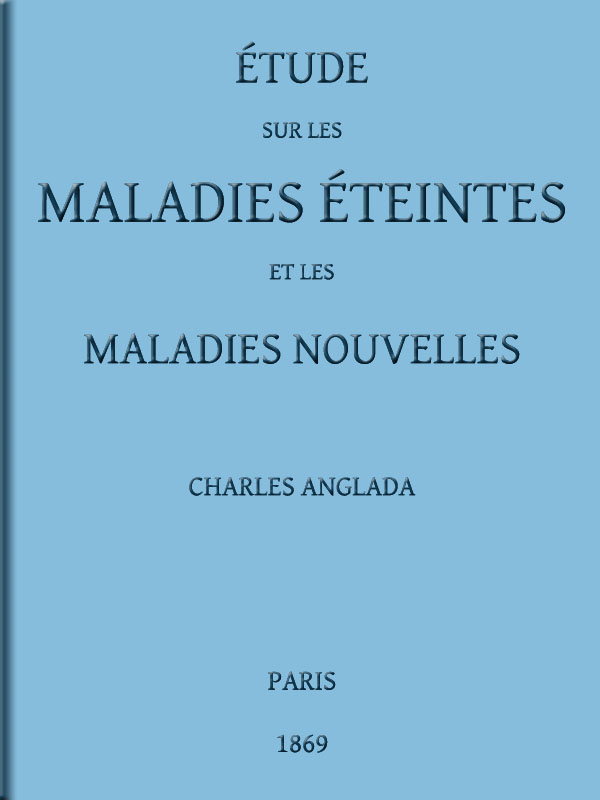 ÉTUDE
SUR LES
MALADIES ÉTEINTES
ET LES
MALADIES NOUVELLES
CHARLES ANGLADA
PARIS
1869